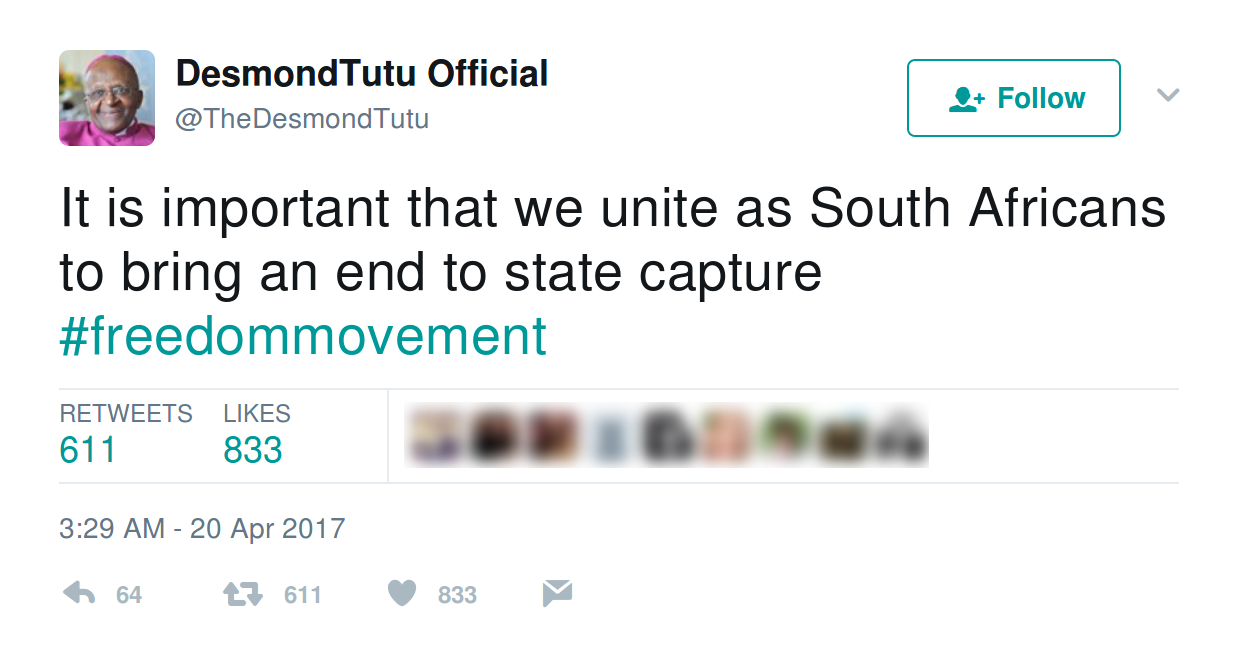 DesmondTutu Official
@TheDesmondTutu
Follow
It is important that we unite as South Africans
to bring an end to state capture
#freedommovement
RETWEETS LIKES
611 833
3:29 AM - 20 Apr 2017
64 611 833